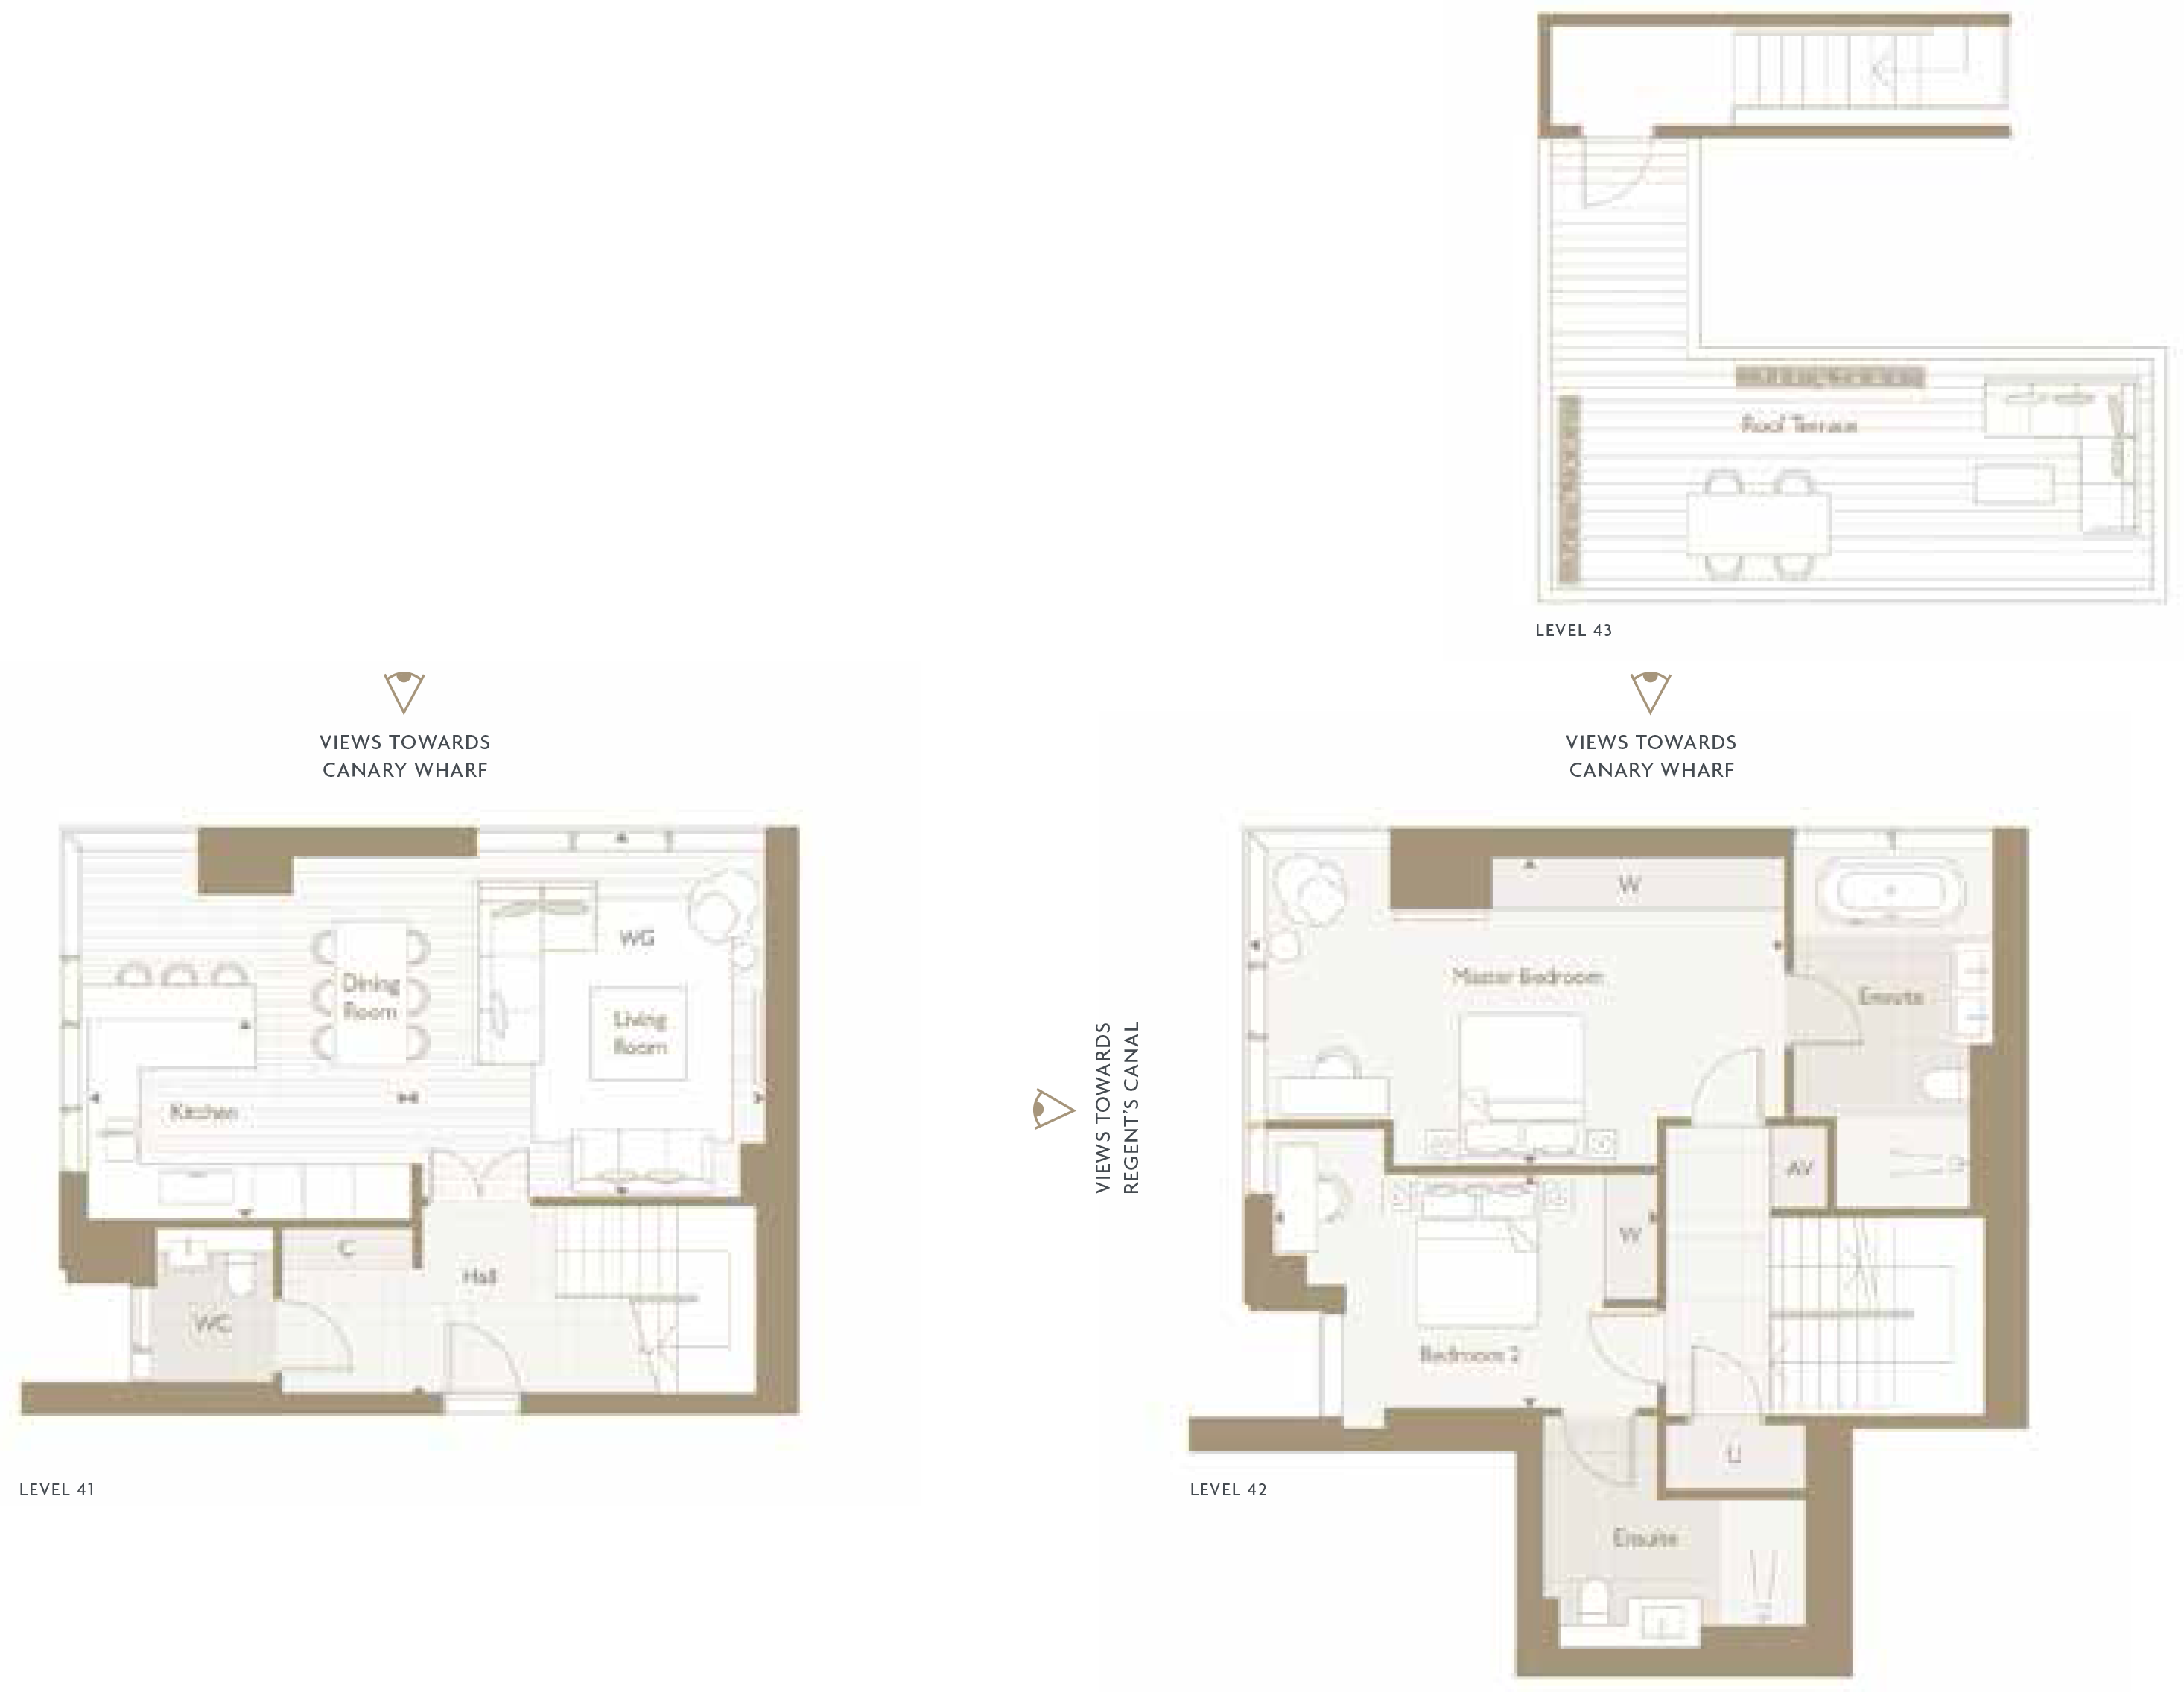 Roof Terrace
LEVEL 43
VIEWS TOWARDS
CANARY WHARF
VIEWS TOWARDS
CANARY WHARF
WG
Dining
Room
Living
Room
Kitchen
C
Hall
WC
LEVEL 41
VIEWS TOWARDS
REGENT'S CANAL
W
Master Bedroom
Ensuite
AV
W
Bedroom 2
U
Ensuite
LEVEL 42